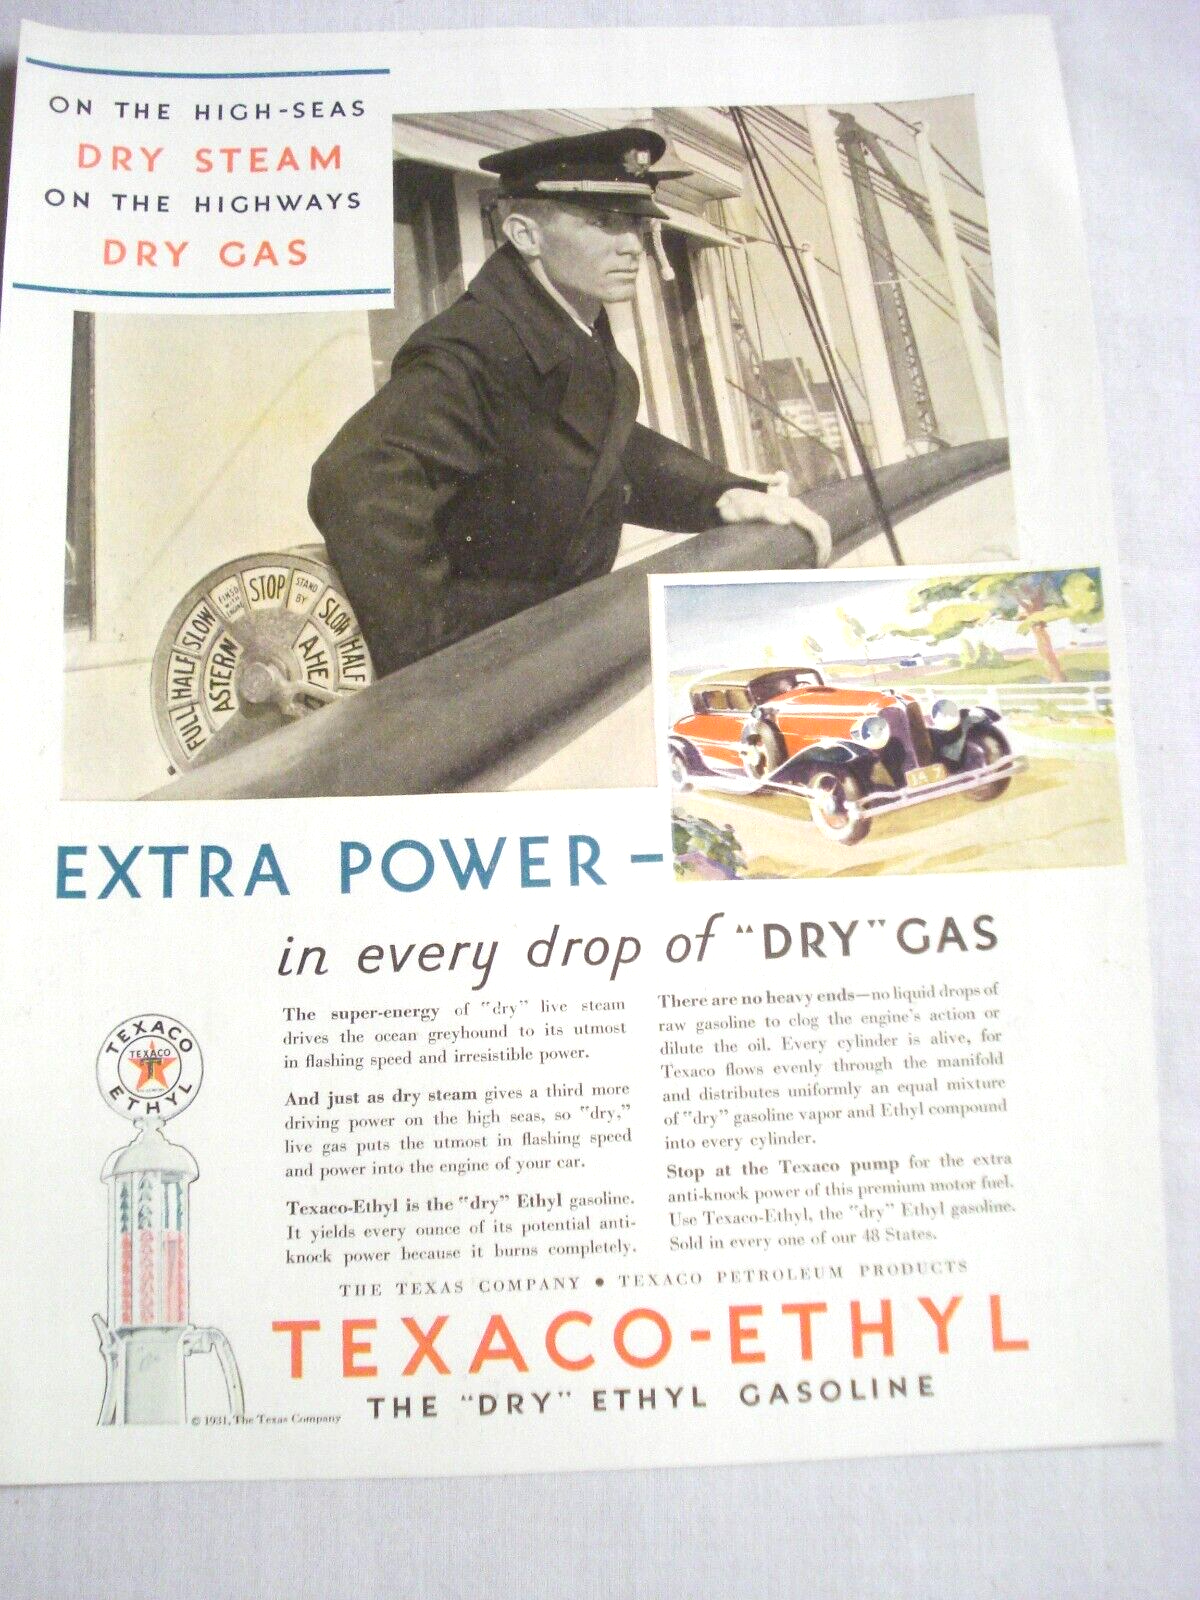 ON THE HIGH-SEAS
DRY STEAM
ON THE HIGHWAYS
DRY GAS
FULL
HALF
SLOW
FINSD
WITH
ENGINE
STOP
STAND
BY
SLOW
HALF
ASTERN
AHE
EXTRA POWER –
in every drop of "DRY" GAS
The super-energy of "dry" live steam
drives the ocean greyhound to its utmost
in flashing speed and irresistible power.
And just as dry steam gives a third more
driving power on the high seas, so "dry,"
live gas puts the utmost in flashing speed
and power into the engine of your car.
Texaco-Ethyl is the "dry" Ethyl gasoline.
It yields every ounce of its potential anti-
knock power because it burns completely.
There are no heavy ends—no liquid drops of
raw gasoline to clog the engine's action or
dilute the oil. Every cylinder is alive, for
Texaco flows evenly through the manifold
and distributes uniformly an equal mixture
of "dry" gasoline vapor and Ethyl compound
into every cylinder.
Stop at the Texaco pump for the extra
anti-knock power of this premium motor fuel.
Use Texaco-Ethyl, the "dry" Ethyl gasoline.
Sold in every one of our 48 States.
TEXACO
TEXACO
T
ETHYL
THE TEXAS COMPANY • TEXACO PETROLEUM PRODUCTS
TEXACO-ETHYL
THE "DRY" ETHYL GASOLINE
© 1931, The Texas Company